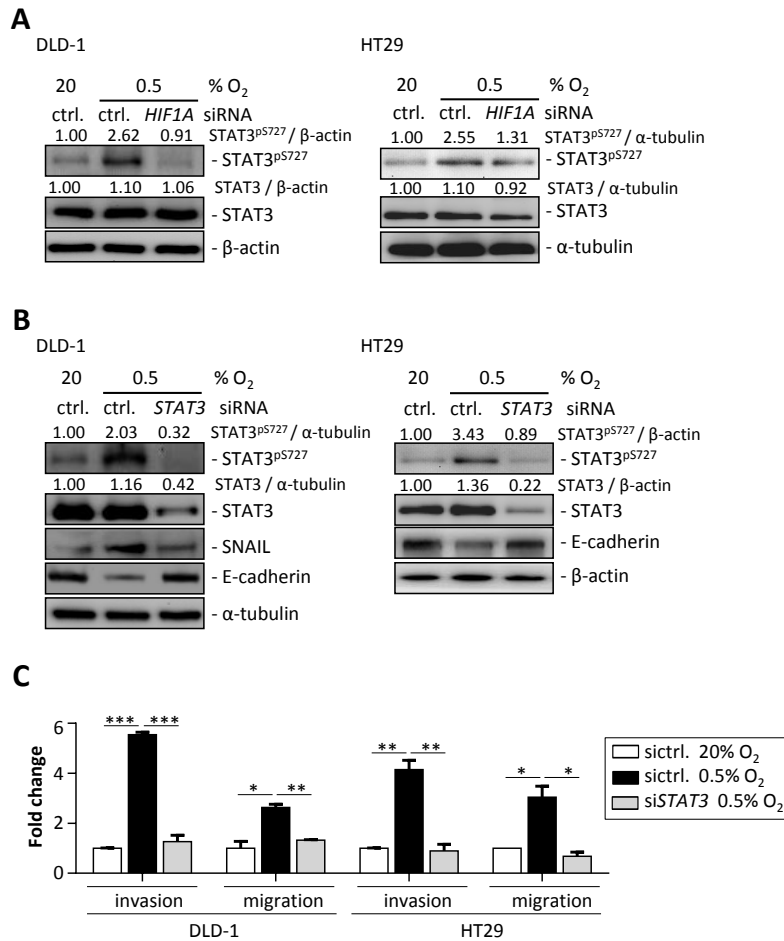 A
DLD-1 HT29
20 0.5 % O₂ 20 0.5 % O₂
ctrl. ctrl. HIF1A siRNA ctrl. ctrl. HIF1A siRNA
1.00 2.62 0.91 STAT3ᵖˢ⁷²⁷ / β-actin 1.00 2.55 1.31 STAT3ᵖˢ⁷²⁷ / α-tubulin
- STAT3ᵖˢ⁷²⁷ - STAT3ᵖˢ⁷²⁷
1.00 1.10 1.06 STAT3 / β-actin 1.00 1.10 0.92 STAT3 / α-tubulin
- STAT3 - STAT3
- β-actin - α-tubulin
B
DLD-1 HT29
20 0.5 % O₂ 20 0.5 % O₂
ctrl. ctrl. STAT3 siRNA ctrl. ctrl. STAT3 siRNA
1.00 2.03 0.32 STAT3ᵖˢ⁷²⁷ / α-tubulin 1.00 3.43 0.89 STAT3ᵖˢ⁷²⁷ / β-actin
- STAT3ᵖˢ⁷²⁷ - STAT3ᵖˢ⁷²⁷
1.00 1.16 0.42 STAT3 / α-tubulin 1.00 1.36 0.22 STAT3 / β-actin
- STAT3 - STAT3
- SNAIL - E-cadherin
- E-cadherin - β-actin
- α-tubulin
C
Fold change
6
4
2
0
*** *** * ** ** ** * *
sictrl. 20% O₂
sictrl. 0.5% O₂
siSTAT3 0.5% O₂
invasion migration invasion migration
DLD-1 HT29